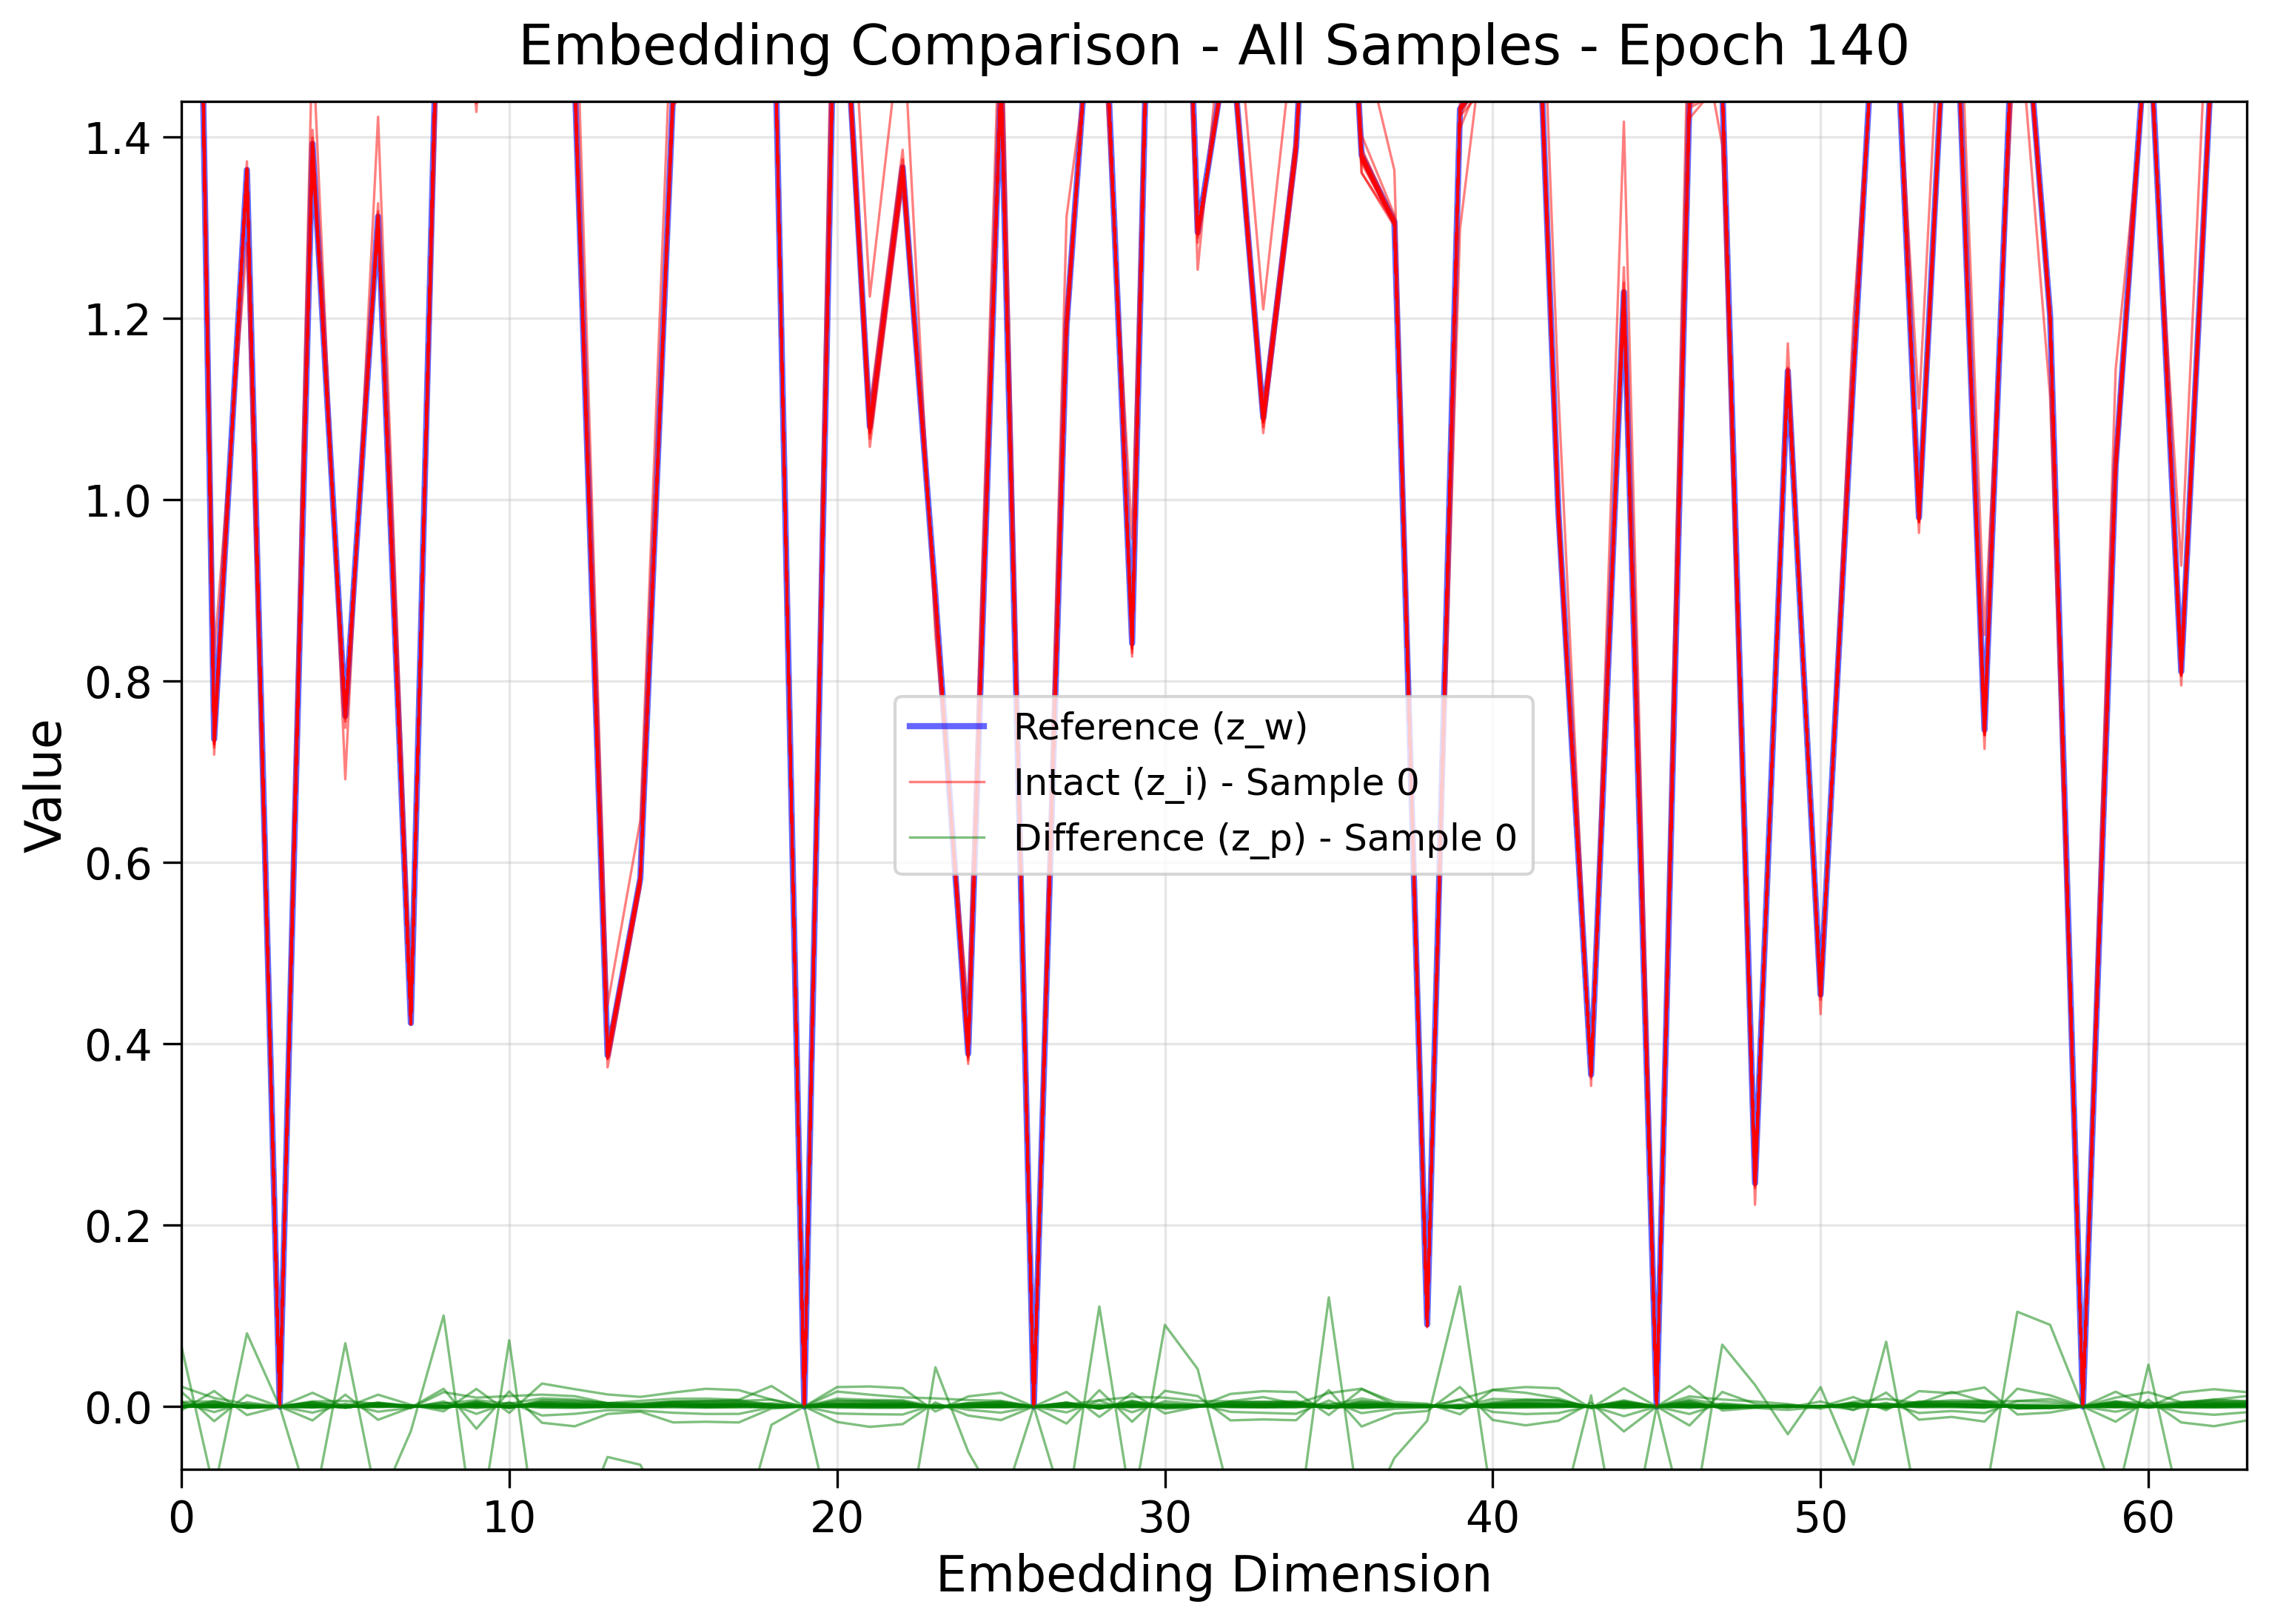 Embedding Comparison - All Samples - Epoch 140
1.4
1.2
1.0
0.8
0.6
0.4
0.2
0.0
Value
Reference (z_w)
Intact (z_i) - Sample 0
Difference (z_p) - Sample 0
0 10 20 30 40 50 60
Embedding Dimension